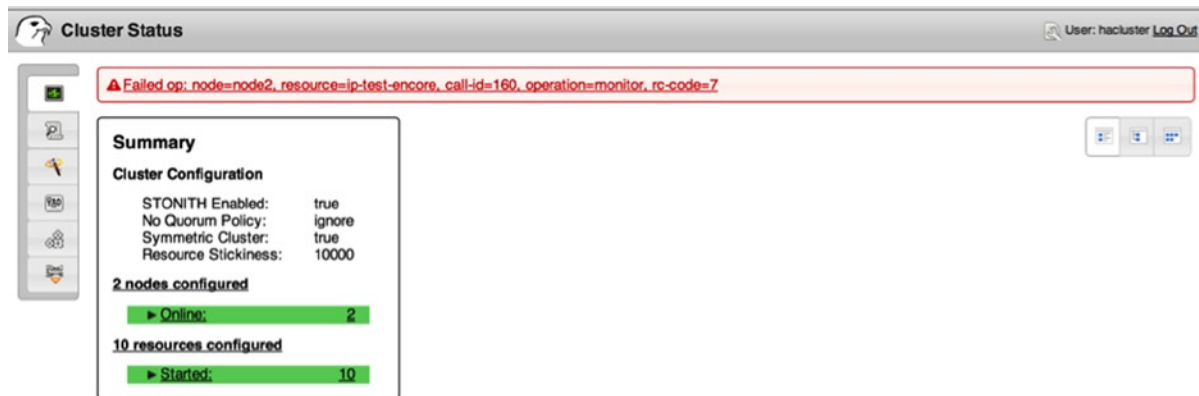 Cluster Status
User: hacluster Log Out
Failed op: node=node2, resource=ip-test-encore, call-id=160, operation=monitor, rc-code=7
Summary
Cluster Configuration
STONITH Enabled: true
No Quorum Policy: ignore
Symmetric Cluster: true
Resource Stickiness: 10000
2 nodes configured
Online: 2
10 resources configured
Started: 10